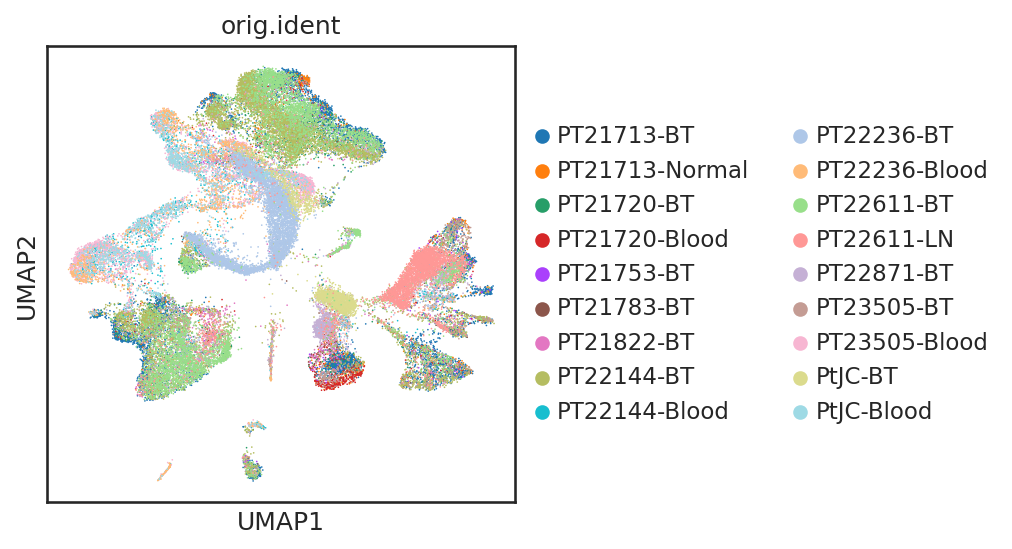 orig.ident
UMAP2
UMAP1
PT21713-BT
PT21713-Normal
PT21720-BT
PT21720-Blood
PT21753-BT
PT21783-BT
PT21822-BT
PT22144-BT
PT22144-Blood
PT22236-BT
PT22236-Blood
PT22611-BT
PT22611-LN
PT22871-BT
PT23505-BT
PT23505-Blood
PtJC-BT
PtJC-Blood